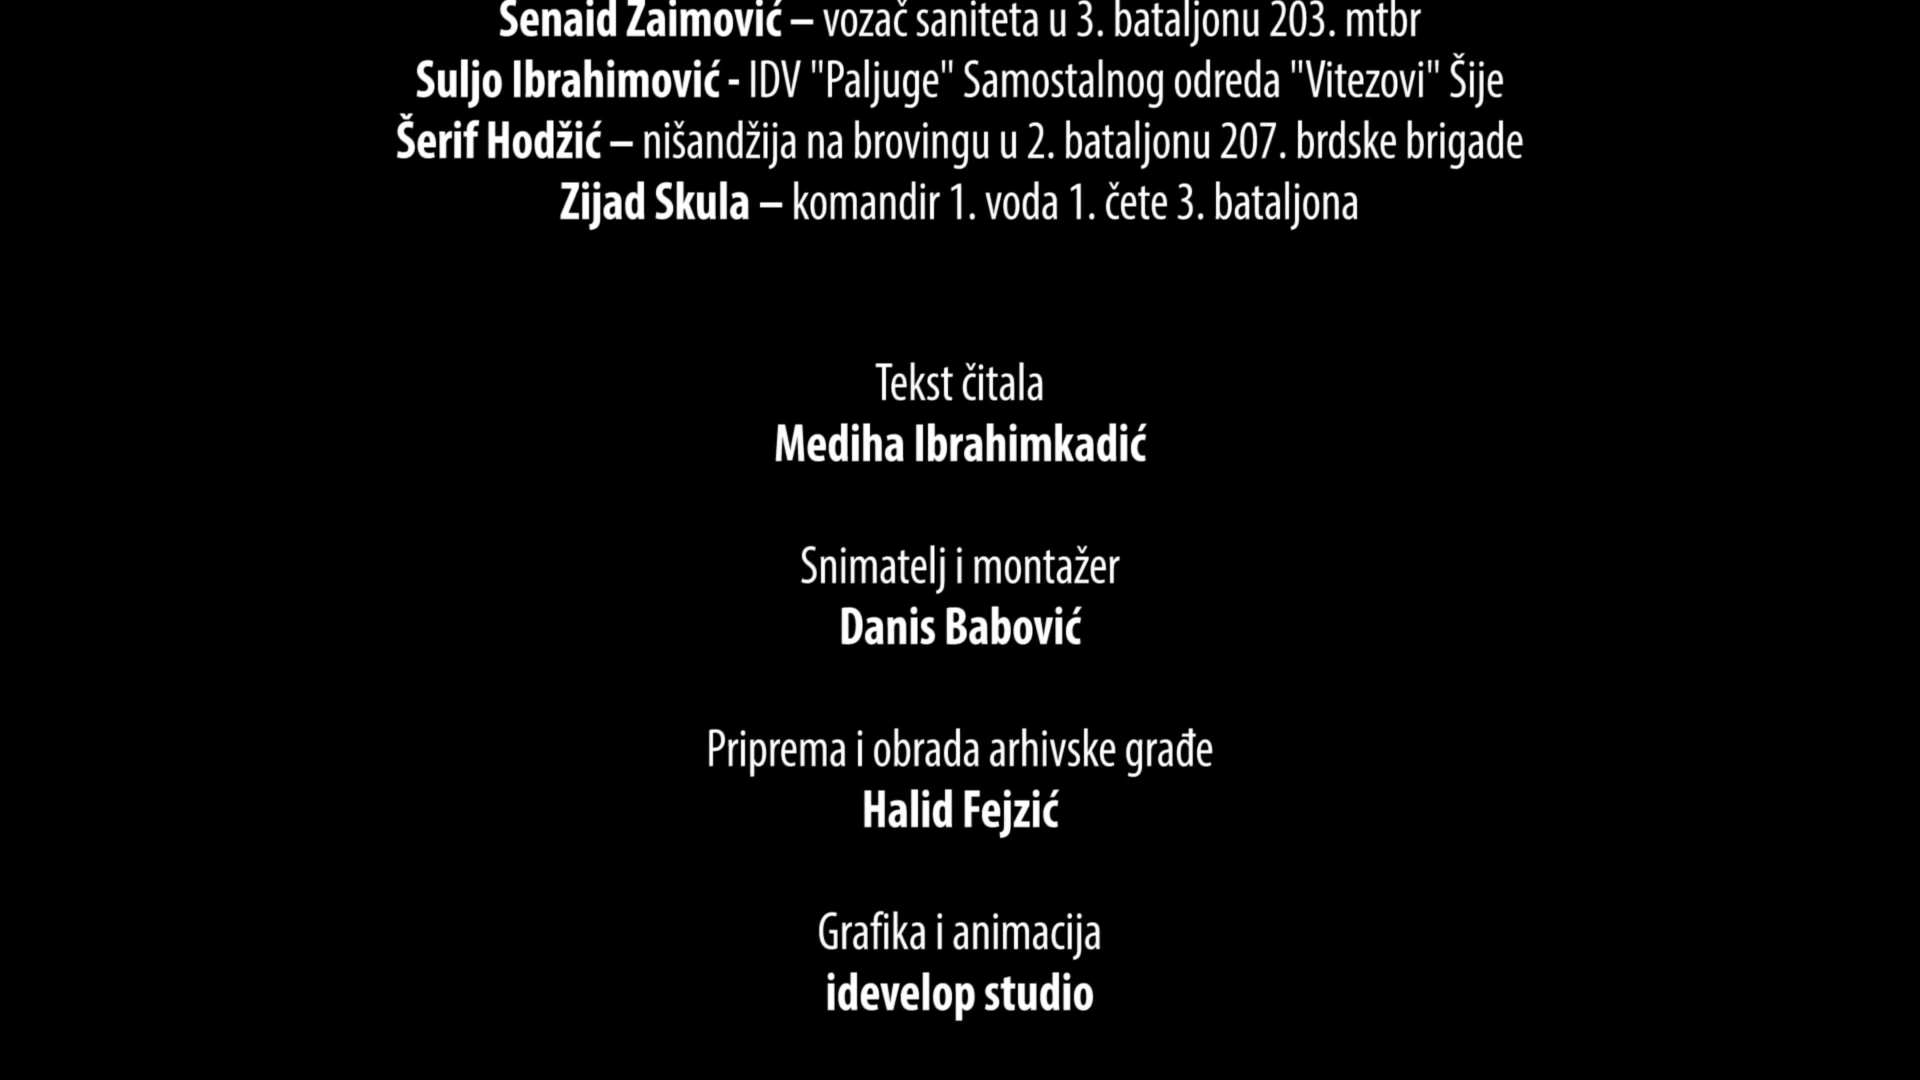 Senaid Zaimović – vozač saniteta u 3. bataljonu 203. mtbr
Suljo Ibrahimović - IDV "Paljuge" Samostalnog odreda "Vitezovi" Šije
Šerif Hodžić – nišandžija na brovingu u 2. bataljonu 207. brdske brigade
Zijad Skula – komandir 1. voda 1. čete 3. bataljona
Tekst čitala
Mediha Ibrahimkadić
Snimatelj i montažer
Danis Babović
Priprema i obrada arhivske građe
Halid Fejzić
Grafika i animacija
idevelop studio